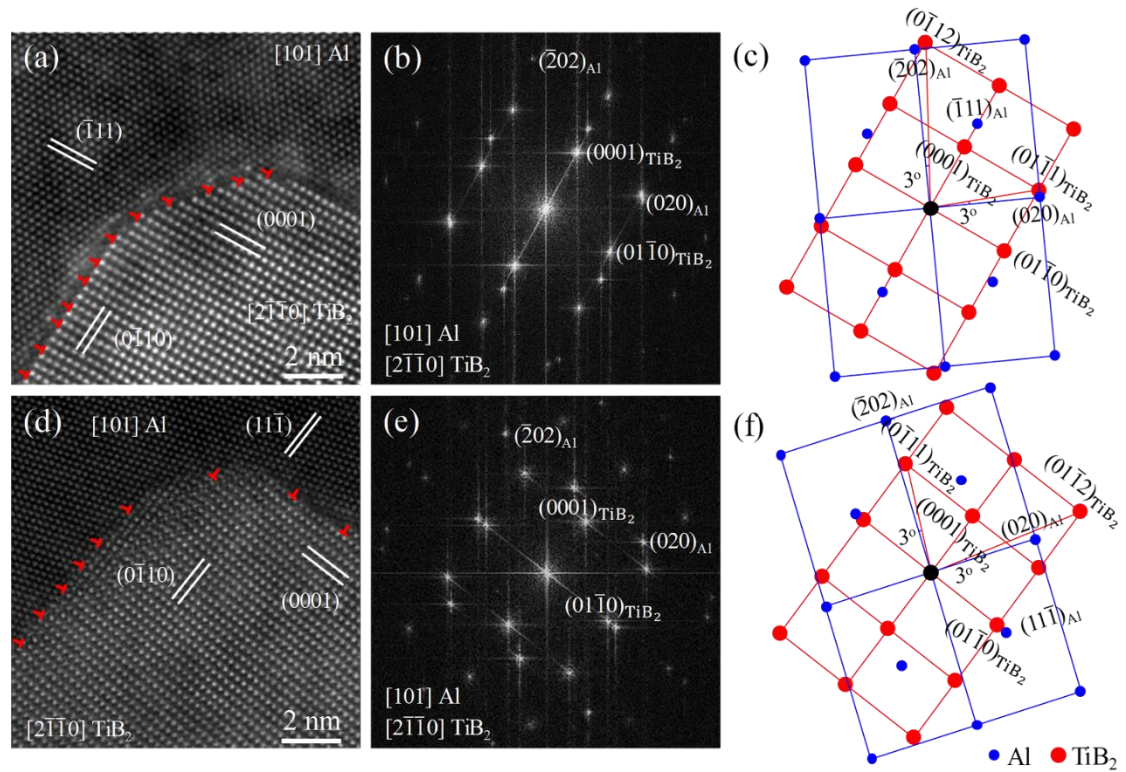 (a)
[101] Al
(1̄11)
(0001)
[21̄1̄0] TiB₂
(01̄10)
2 nm
(b)
(2̄02)Al
(0001)TiB₂
(020)Al
(011̄0)TiB₂
[101] Al
[21̄1̄0] TiB₂
(c)
(01̄12)TiB₂
(2̄02)Al
(1̄11)Al
(0001)TiB₂
(011̄1)TiB₂
3°
3°
(020)Al
(011̄0)TiB₂
(d)
[101] Al
(111̄)
(01̄10)
(0001)
[21̄1̄0] TiB₂
2 nm
(e)
(2̄02)Al
(0001)TiB₂
(020)Al
(011̄0)TiB₂
[101] Al
[21̄1̄0] TiB₂
(f)
(2̄02)Al
(01̄11)TiB₂
(011̄2)TiB₂
(0001)TiB₂
(020)Al
3°
3°
(111̄)Al
(011̄0)TiB₂
Al
TiB₂